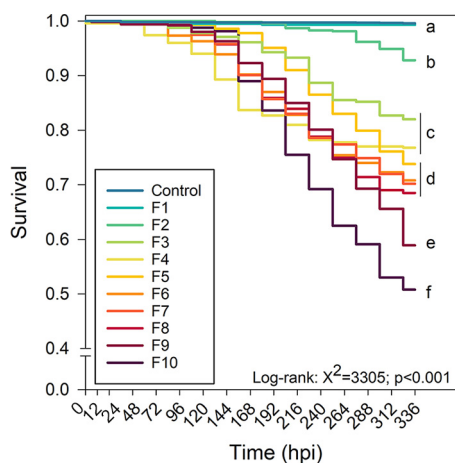 1.0
0.9
0.8
0.7
0.6
0.5
0.4
0.0
Survival
a
b
c
d
e
f
Control
F1
F2
F3
F4
F5
F6
F7
F8
F9
F10
Log-rank: X²=3305; p<0.001
0 12 24 48 72 96 120 144 168 192 216 240 264 288 312 336
Time (hpi)